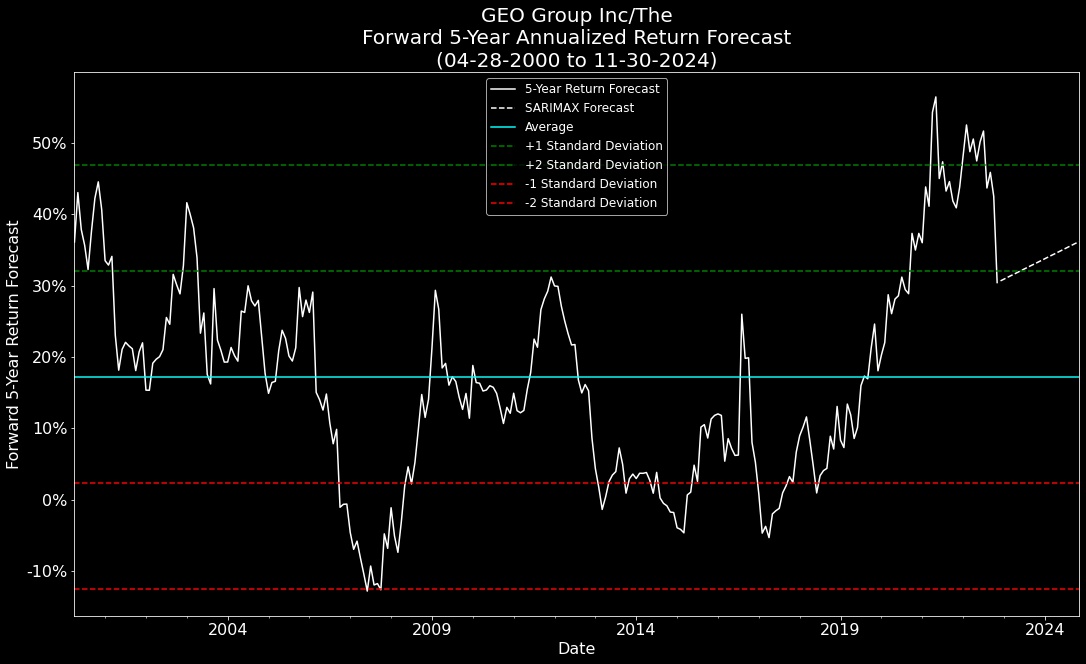 GEO Group Inc/The
Forward 5-Year Annualized Return Forecast
(04-28-2000 to 11-30-2024)
5-Year Return Forecast
SARIMAX Forecast
Average
+1 Standard Deviation
+2 Standard Deviation
-1 Standard Deviation
-2 Standard Deviation
Forward 5-Year Return Forecast
50%
40%
30%
20%
10%
0%
-10%
2004 2009 2014 2019 2024
Date